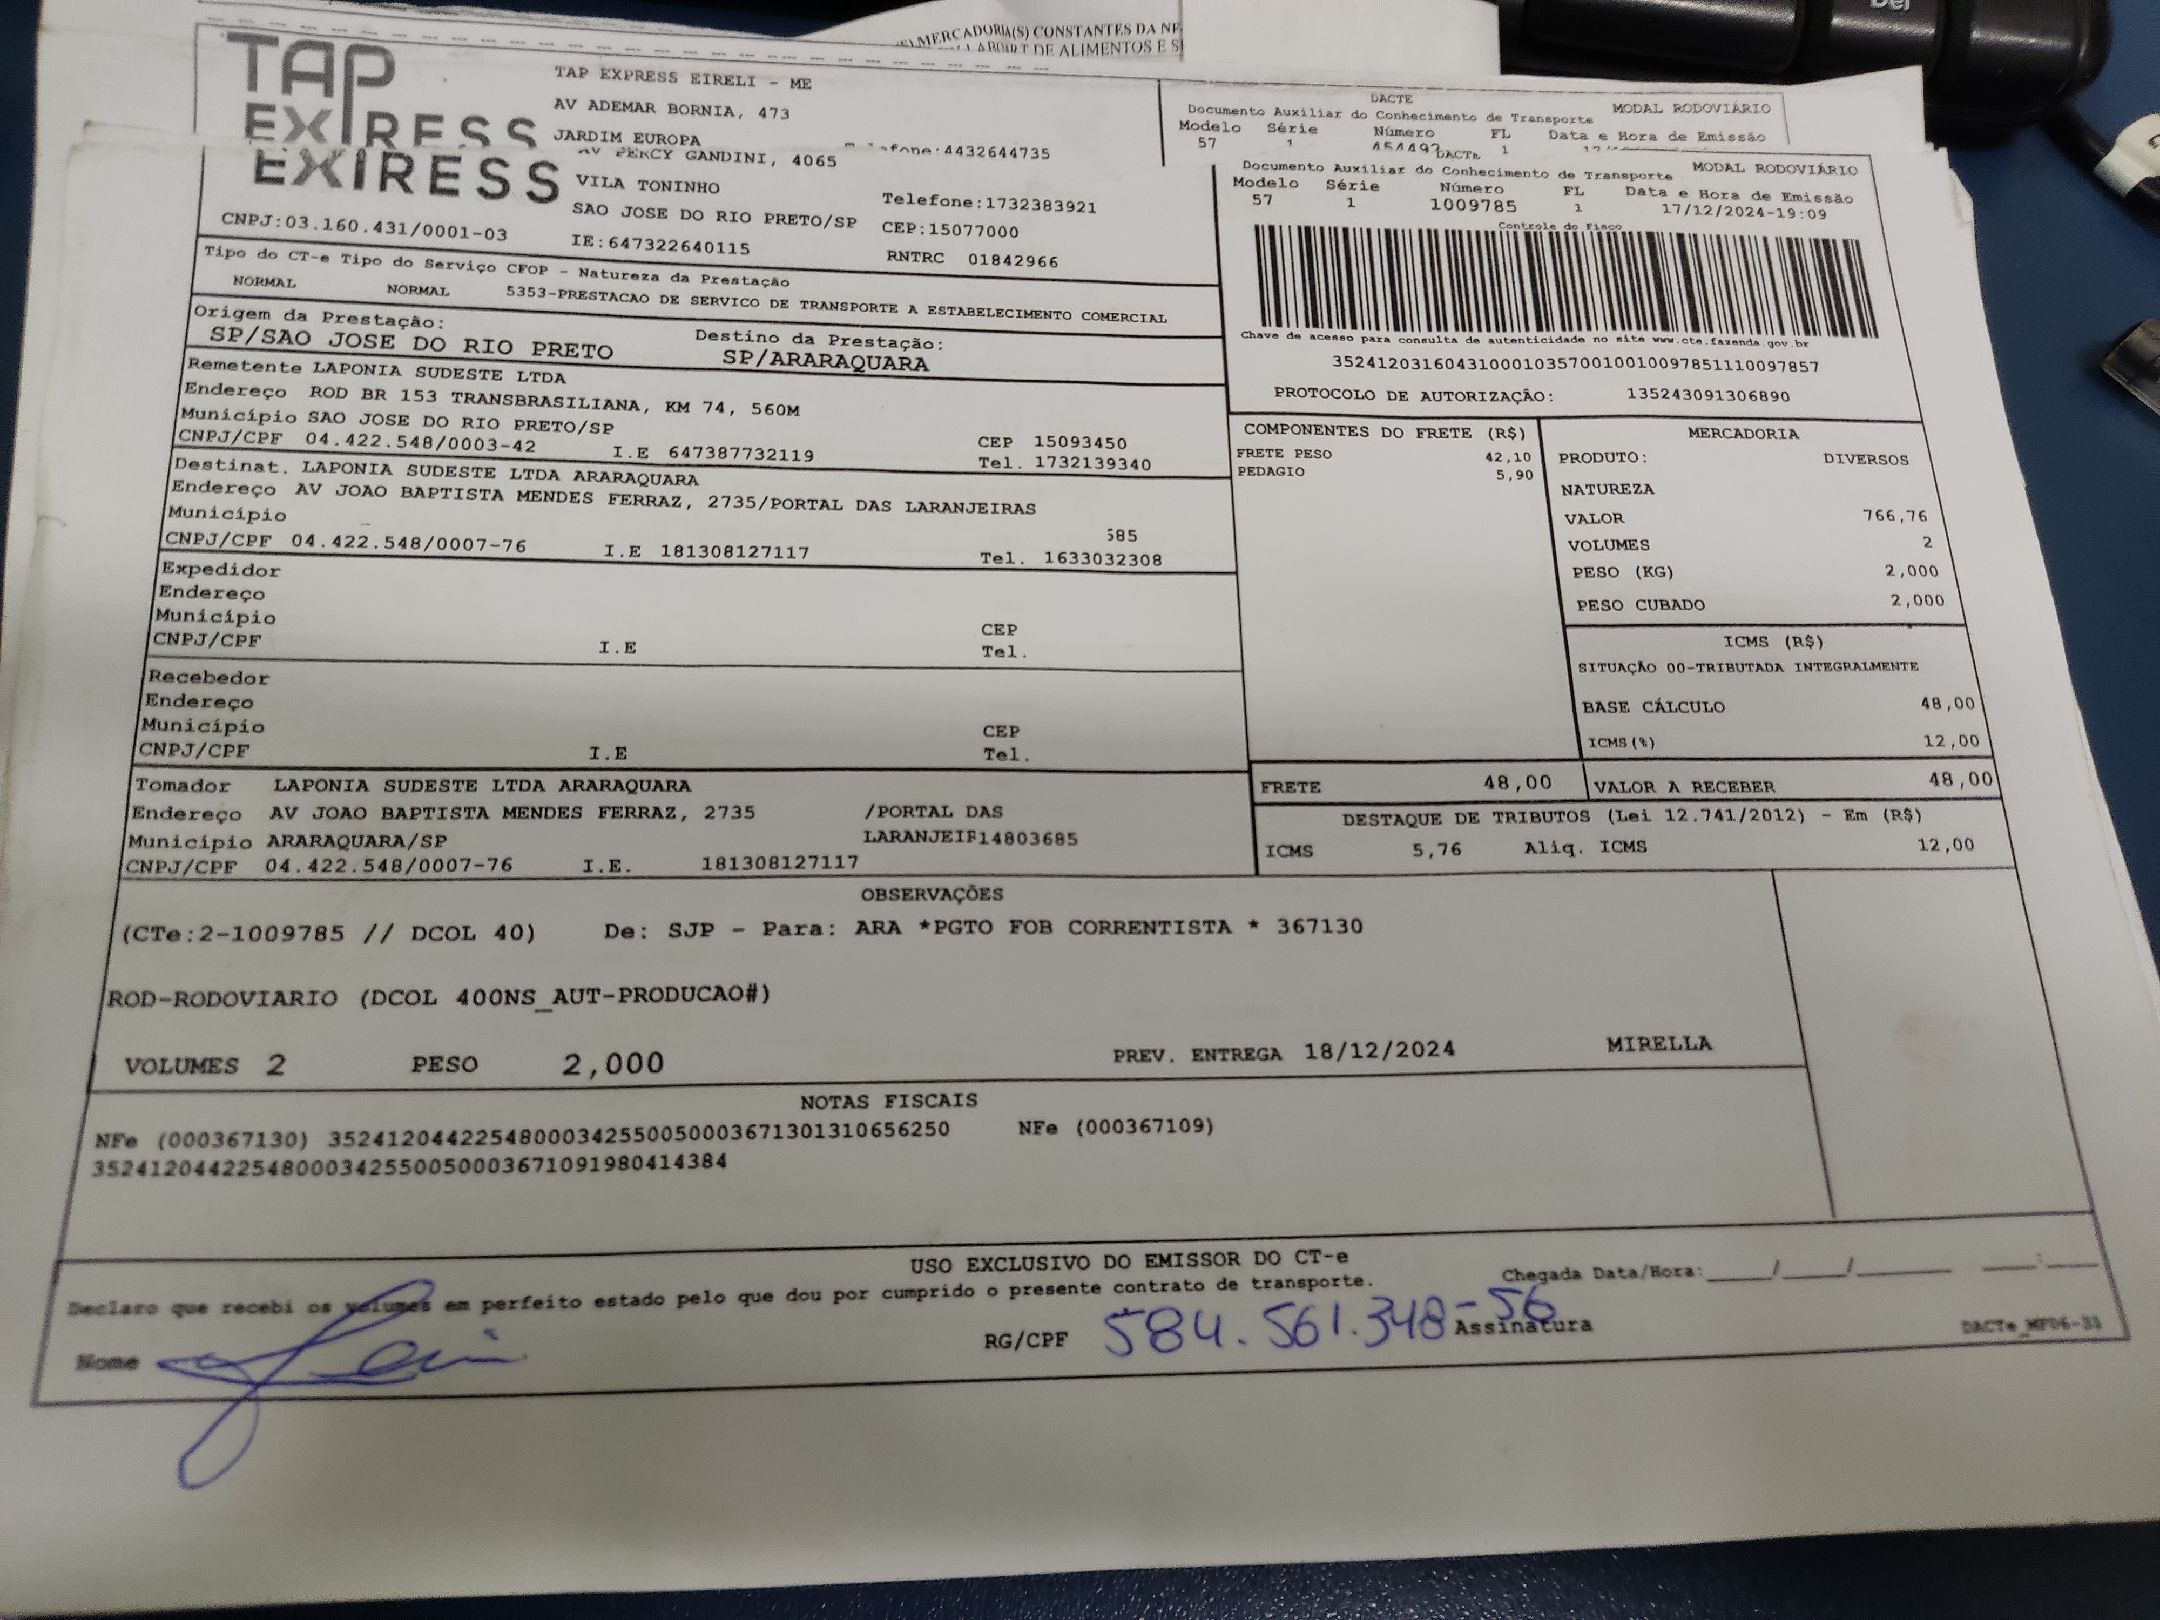 MERCADORIA(S) CONSTANTES DA NF
DE ALIMENTOS E S
Del
TAP EXPRESS
TAP EXPRESS EIRELI - ME
AV ADEMAR BORNIA, 473
JARDIM EUROPA
Telefone:4432644735
DACTE
Documento Auxiliar do Conhecimento de Transporte
MODAL RODOVIÁRIO
Modelo Série Número FL Data e Hora de Emissão
57 1 454492 1
EXPRESS
AV PERCY GANDINI, 4065
VILA TONINHO
Telefone:1732383921
SAO JOSE DO RIO PRETO/SP CEP:15077000
CNPJ:03.160.431/0001-03 IE:647322640115 RNTRC 01842966
DACTE
Documento Auxiliar do Conhecimento de Transporte MODAL RODOVIÁRIO
Modelo Série Número FL Data e Hora de Emissão
57 1 1009785 1 17/12/2024-19:09
Controle do Fisco
Chave de acesso para consulta de autenticidade no site www.cte.fazenda.gov.br
35241203160431000103570010010097851110097857
PROTOCOLO DE AUTORIZAÇÃO: 135243091306890
Tipo do CT-e Tipo do Serviço CFOP - Natureza da Prestação
NORMAL NORMAL 5353-PRESTACAO DE SERVICO DE TRANSPORTE A ESTABELECIMENTO COMERCIAL
Origem da Prestação: Destino da Prestação:
SP/SAO JOSE DO RIO PRETO SP/ARARAQUARA
Remetente LAPONIA SUDESTE LTDA
Endereço ROD BR 153 TRANSBRASILIANA, KM 74, 560M
Município SAO JOSE DO RIO PRETO/SP CEP 15093450
CNPJ/CPF 04.422.548/0003-42 I.E 647387732119 Tel. 1732139340
Destinat. LAPONIA SUDESTE LTDA ARARAQUARA
Endereço AV JOAO BAPTISTA MENDES FERRAZ, 2735/PORTAL DAS LARANJEIRAS
Município 585
CNPJ/CPF 04.422.548/0007-76 I.E 181308127117 Tel. 1633032308
Expedidor
Endereço
Município CEP
CNPJ/CPF I.E Tel.
Recebedor
Endereço
Município CEP
CNPJ/CPF I.E Tel.
Tomador LAPONIA SUDESTE LTDA ARARAQUARA
Endereço AV JOAO BAPTISTA MENDES FERRAZ, 2735 /PORTAL DAS
Município ARARAQUARA/SP LARANJEIR14803685
CNPJ/CPF 04.422.548/0007-76 I.E. 181308127117
COMPONENTES DO FRETE (R$)
FRETE PESO 42,10
PEDAGIO 5,90
MERCADORIA
PRODUTO: DIVERSOS
NATUREZA
VALOR 766,76
VOLUMES 2
PESO (KG) 2,000
PESO CUBADO 2,000
ICMS (R$)
SITUAÇÃO 00-TRIBUTADA INTEGRALMENTE
BASE CÁLCULO 48,00
ICMS(%) 12,00
FRETE 48,00 VALOR A RECEBER 48,00
DESTAQUE DE TRIBUTOS (Lei 12.741/2012) - Em (R$)
ICMS 5,76 Aliq. ICMS 12,00
OBSERVAÇÕES
(CTe:2-1009785 // DCOL 40) De: SJP - Para: ARA *PGTO FOB CORRENTISTA * 367130
ROD-RODOVIARIO (DCOL 400NS_AUT-PRODUCAO#)
VOLUMES 2 PESO 2,000 PREV. ENTREGA 18/12/2024 MIRELLA
NOTAS FISCAIS
NFe (000367130) 35241204422548000342550050003671301310656250 NFe (000367109)
35241204422548000342550050003671091980414384
USO EXCLUSIVO DO EMISSOR DO CT-e
Declaro que recebi os volumes em perfeito estado pelo que dou por cumprido o presente contrato de transporte. Chegada Data/Hora:____/____/______ ____:____
Nome RG/CPF 584.561.348-56 Assinatura DACTe_MF06-31